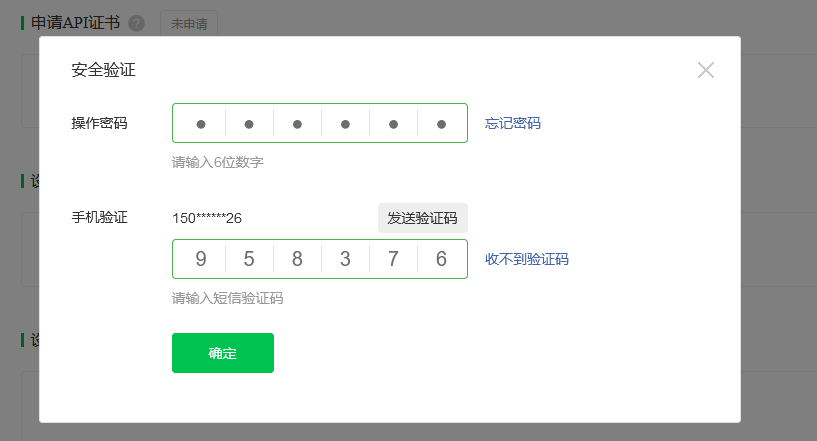 申请API证书 ? 未申请
安全验证
操作密码 ● ● ● ● ● ● 忘记密码
请输入6位数字
设
手机验证 150******26 发送验证码
9 5 8 3 7 6 收不到验证码
请输入短信验证码
设
确定